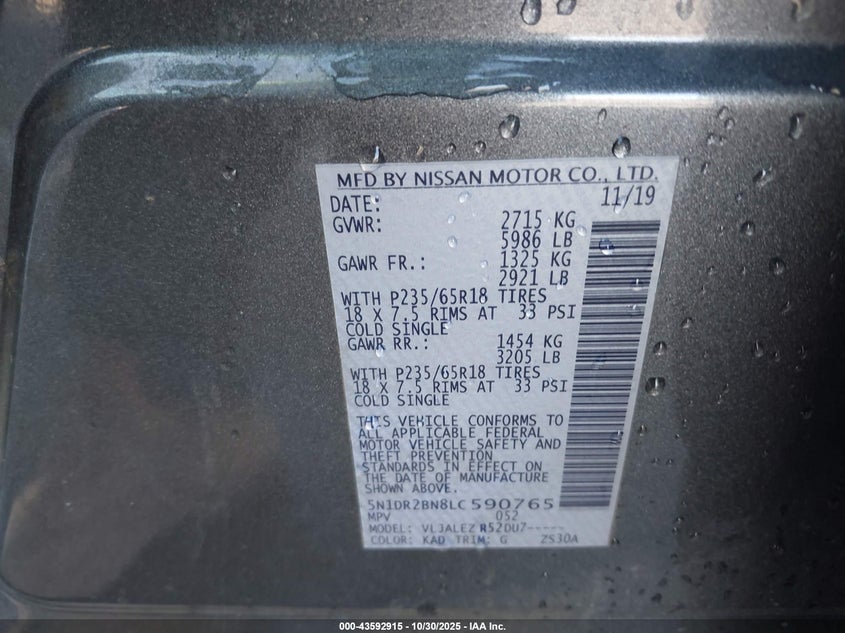 MFD BY NISSAN MOTOR CO., LTD.
DATE: 11/19
GVWR: 2715 KG
5986 LB
GAWR FR.: 1325 KG
2921 LB
WITH P235/65R18 TIRES
18 X 7.5 RIMS AT 33 PSI
COLD SINGLE
GAWR RR.: 1454 KG
3205 LB
WITH P235/65R18 TIRES
18 X 7.5 RIMS AT 33 PSI
COLD SINGLE
THIS VEHICLE CONFORMS TO
ALL APPLICABLE FEDERAL
MOTOR VEHICLE SAFETY AND
THEFT PREVENTION
STANDARDS IN EFFECT ON
THE DATE OF MANUFACTURE
SHOWN ABOVE.
5N1DR2BN8LC590765
MPV 052
MODEL: VLJALEZ R52DU7-----
COLOR: KAD TRIM: G ZS30A
000-43592915 - 10/30/2025 - IAA Inc.